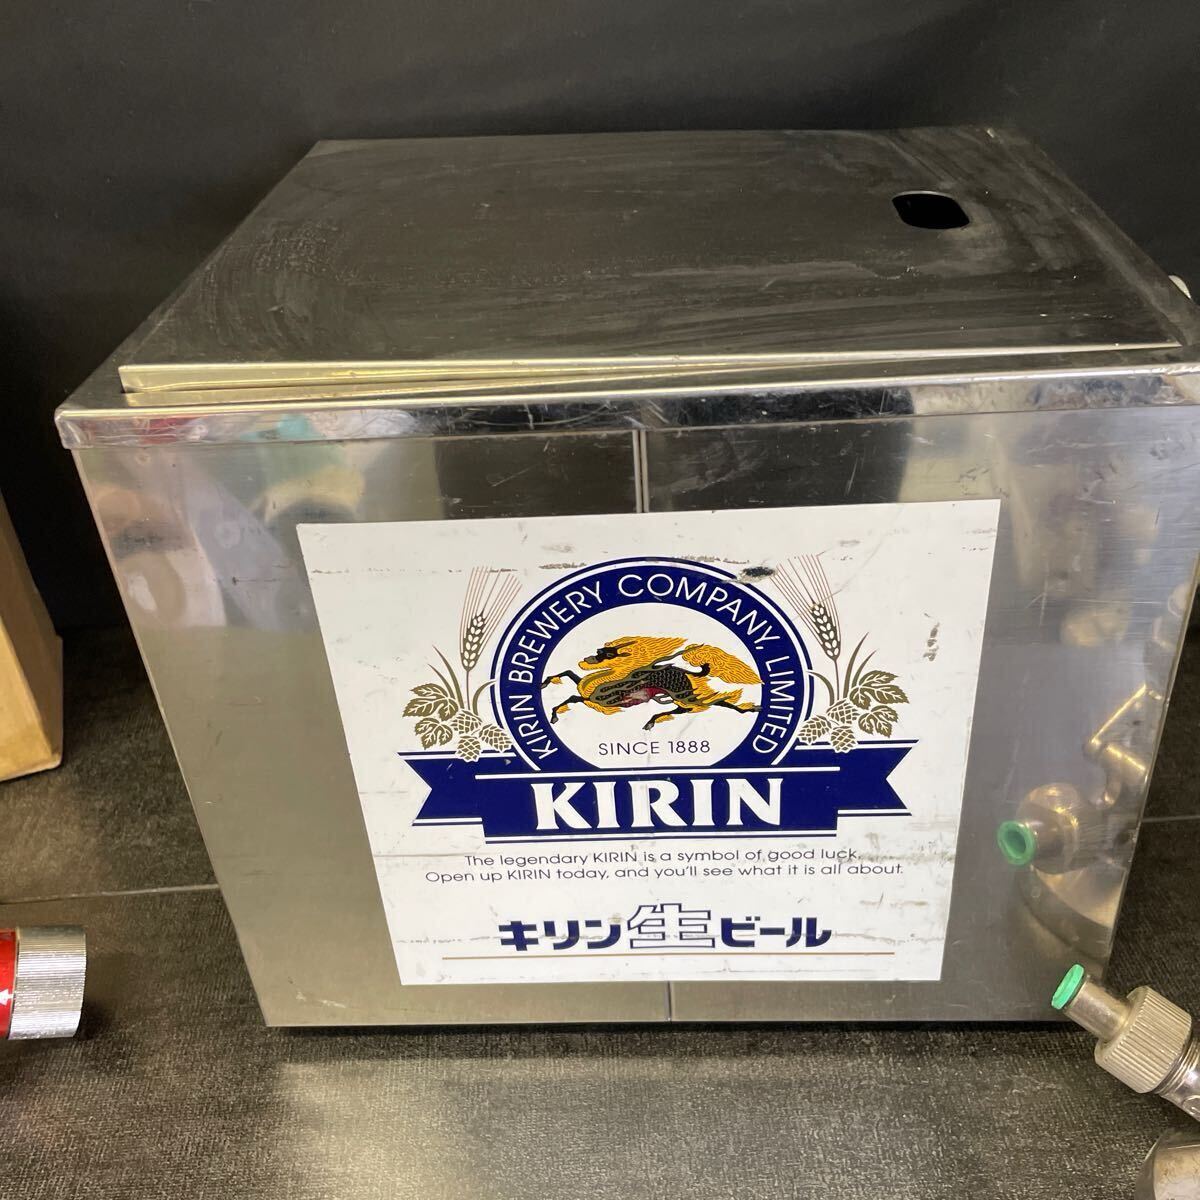 KIRIN BREWERY COMPANY, LIMITED
SINCE 1888
KIRIN
The legendary KIRIN is a symbol of good luck.
Open up KIRIN today, and you'll see what it is all about.
キリン生ビール